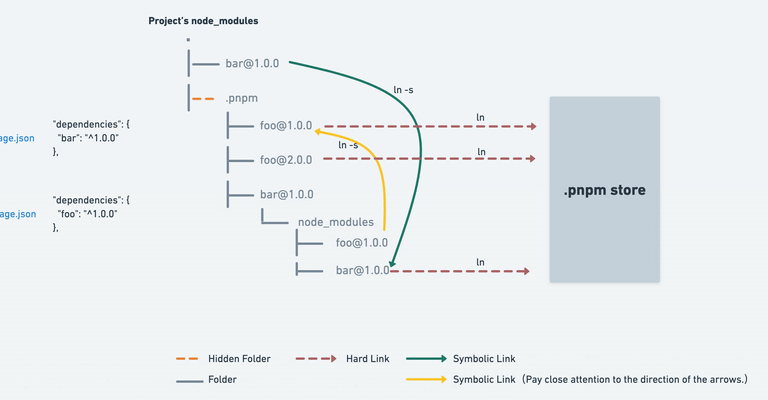 Project's node_modules
bar@1.0.0
ln -s
.pnpm
"dependencies": {
"bar": "^1.0.0"
},
age.json
foo@1.0.0
ln
ln -s
foo@2.0.0
ln
.pnpm store
bar@1.0.0
"dependencies": {
"foo": "^1.0.0"
},
age.json
node_modules
foo@1.0.0
bar@1.0.0
ln
Hidden Folder
Hard Link
Symbolic Link
Folder
Symbolic Link (Pay close attention to the direction of the arrows.)